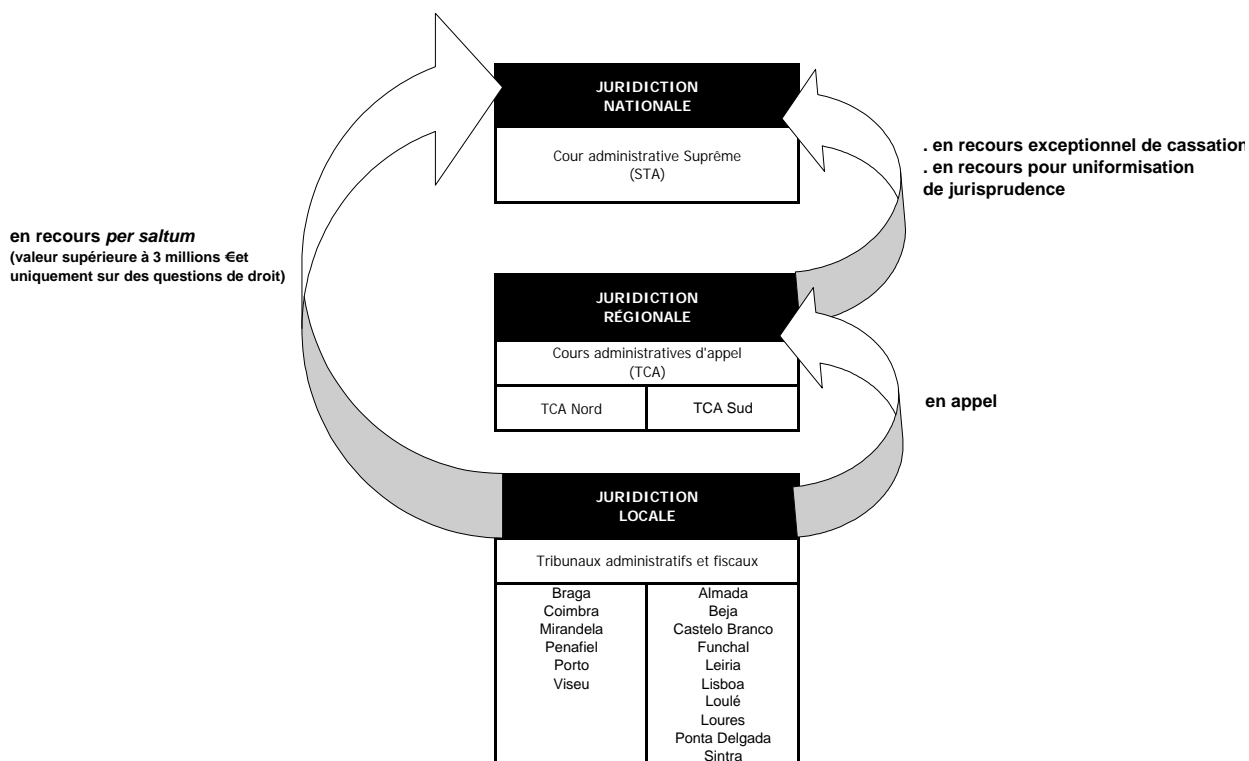 JURIDICTION
NATIONALE
Cour administrative Suprême
(STA)
. en recours exceptionnel de cassation
. en recours pour uniformisation
de jurisprudence
en recours per saltum
(valeur supérieure à 3 millions €et
uniquement sur des questions de droit)
JURIDICTION
RÉGIONALE
Cours administratives d'appel
(TCA)
TCA Nord
TCA Sud
en appel
JURIDICTION
LOCALE
Tribunaux administratifs et fiscaux
Braga
Coimbra
Mirandela
Penafiel
Porto
Viseu
Almada
Beja
Castelo Branco
Funchal
Leiria
Lisboa
Loulé
Loures
Ponta Delgada
Sintra